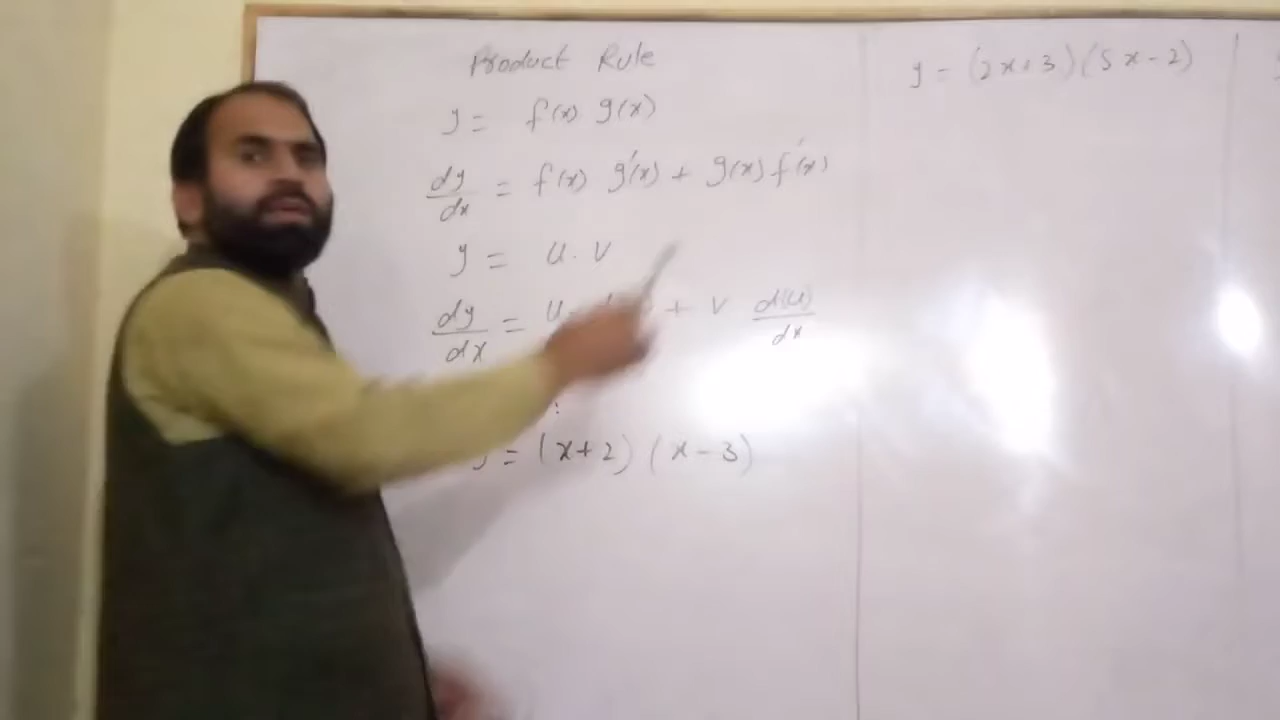 Product Rule
y = f(x) g(x)
dy/dx = f(x) g'(x) + g(x) f'(x)
y = u . v
dy/dx = u + v d(u)/dx
y = (x+2) (x-3)
y = (2x+3) (5x-2)